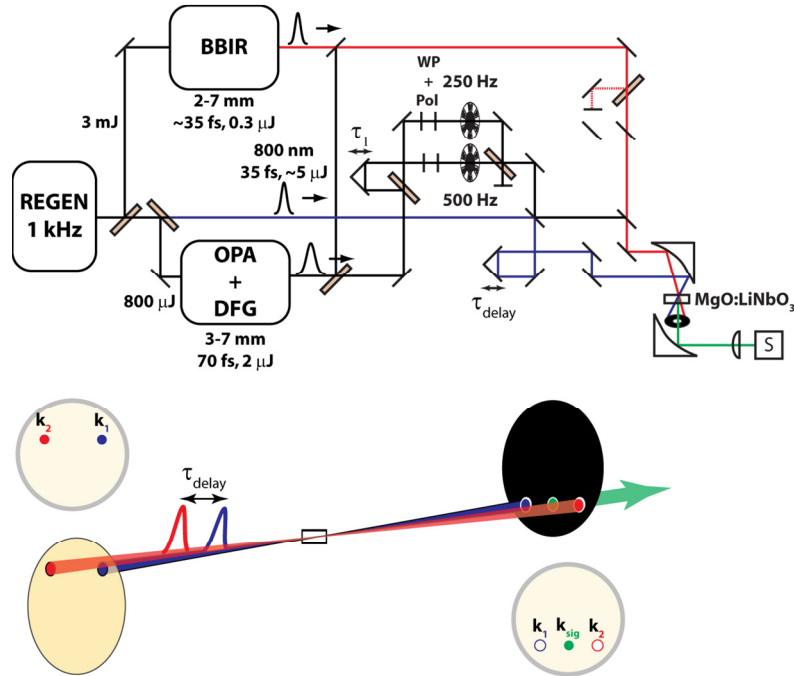 BBIR
2-7 mm
~35 fs, 0.3 μJ
3 mJ
WP
+ 250 Hz
Pol
τ1
500 Hz
800 nm
35 fs, ~5 μJ
REGEN
1 kHz
OPA
+
DFG
800 μJ
3-7 mm
70 fs, 2 μJ
τdelay
MgO:LiNbO3
S
k2 k1
τdelay
k1 ksig k2